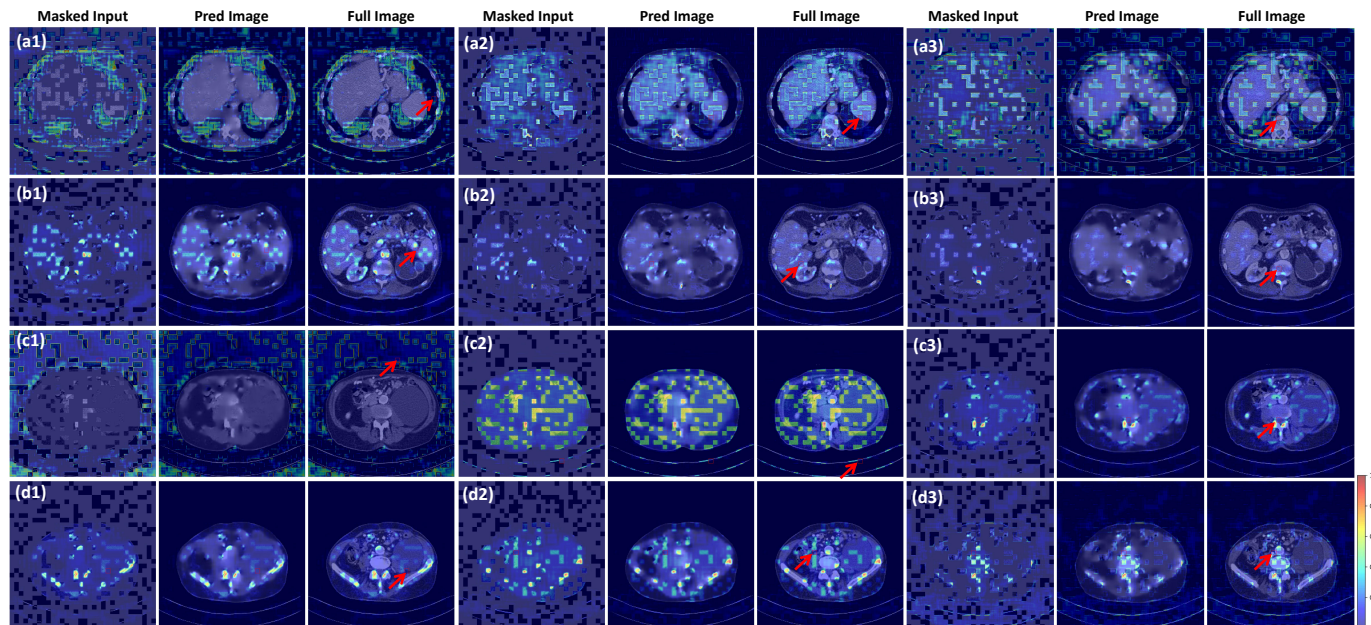 Masked Input Pred Image Full Image Masked Input Pred Image Full Image Masked Input Pred Image Full Image
(a1) (a2) (a3)
(b1) (b2) (b3)
(c1) (c2) (c3)
(d1) (d2) (d3)